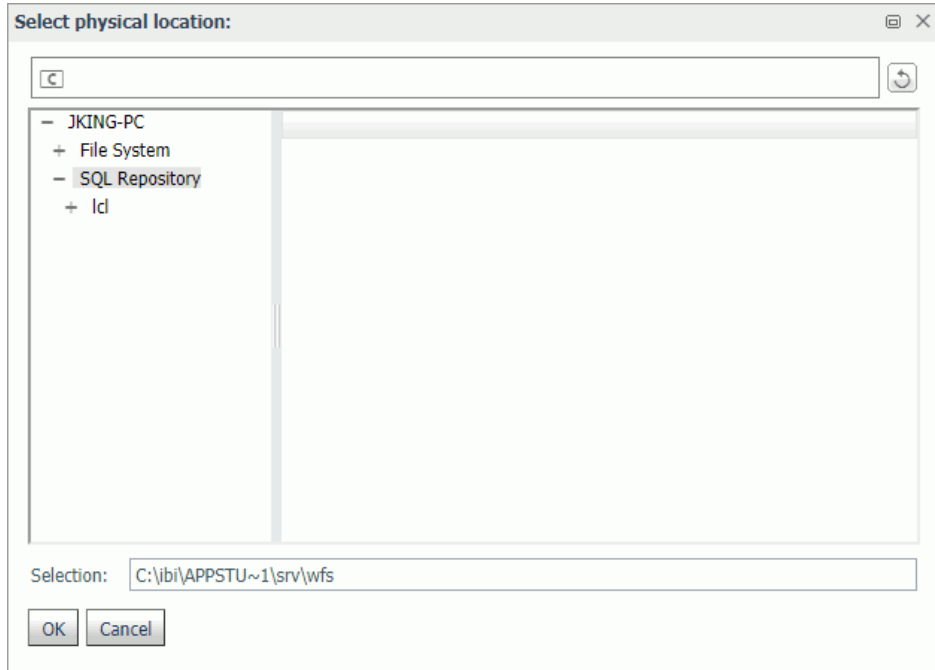 Select physical location:
C
JKING-PC
File System
SQL Repository
lcl
Selection: C:\ibi\APPSTU~1\srv\wfs
OK Cancel